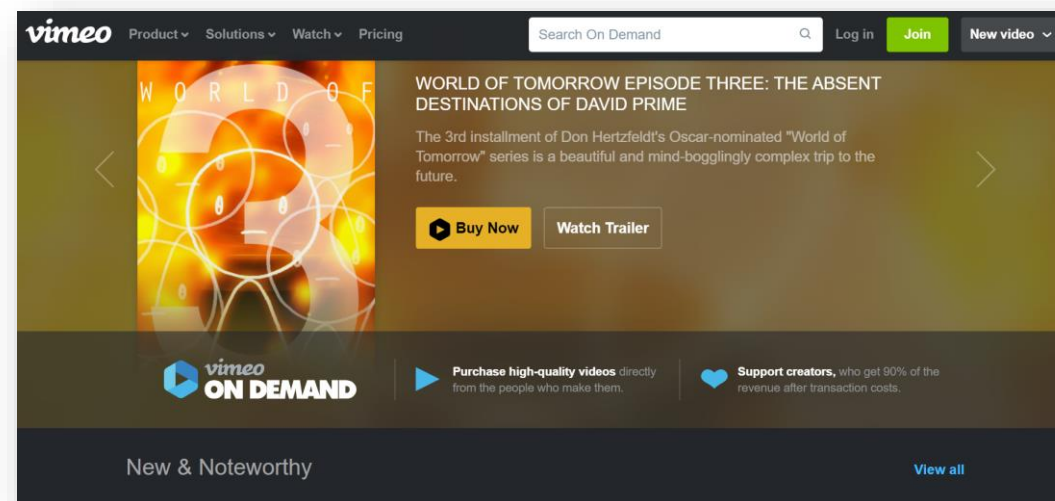 vimeo Product Solutions Watch Pricing Search On Demand Log in Join New video
WORLD OF
3
WORLD OF TOMORROW EPISODE THREE: THE ABSENT
DESTINATIONS OF DAVID PRIME
The 3rd installment of Don Hertzfeldt's Oscar-nominated "World of
Tomorrow" series is a beautiful and mind-bogglingly complex trip to the
future.
Buy Now Watch Trailer
vimeo
ON DEMAND
Purchase high-quality videos directly
from the people who make them.
Support creators, who get 90% of the
revenue after transaction costs.
New & Noteworthy View all